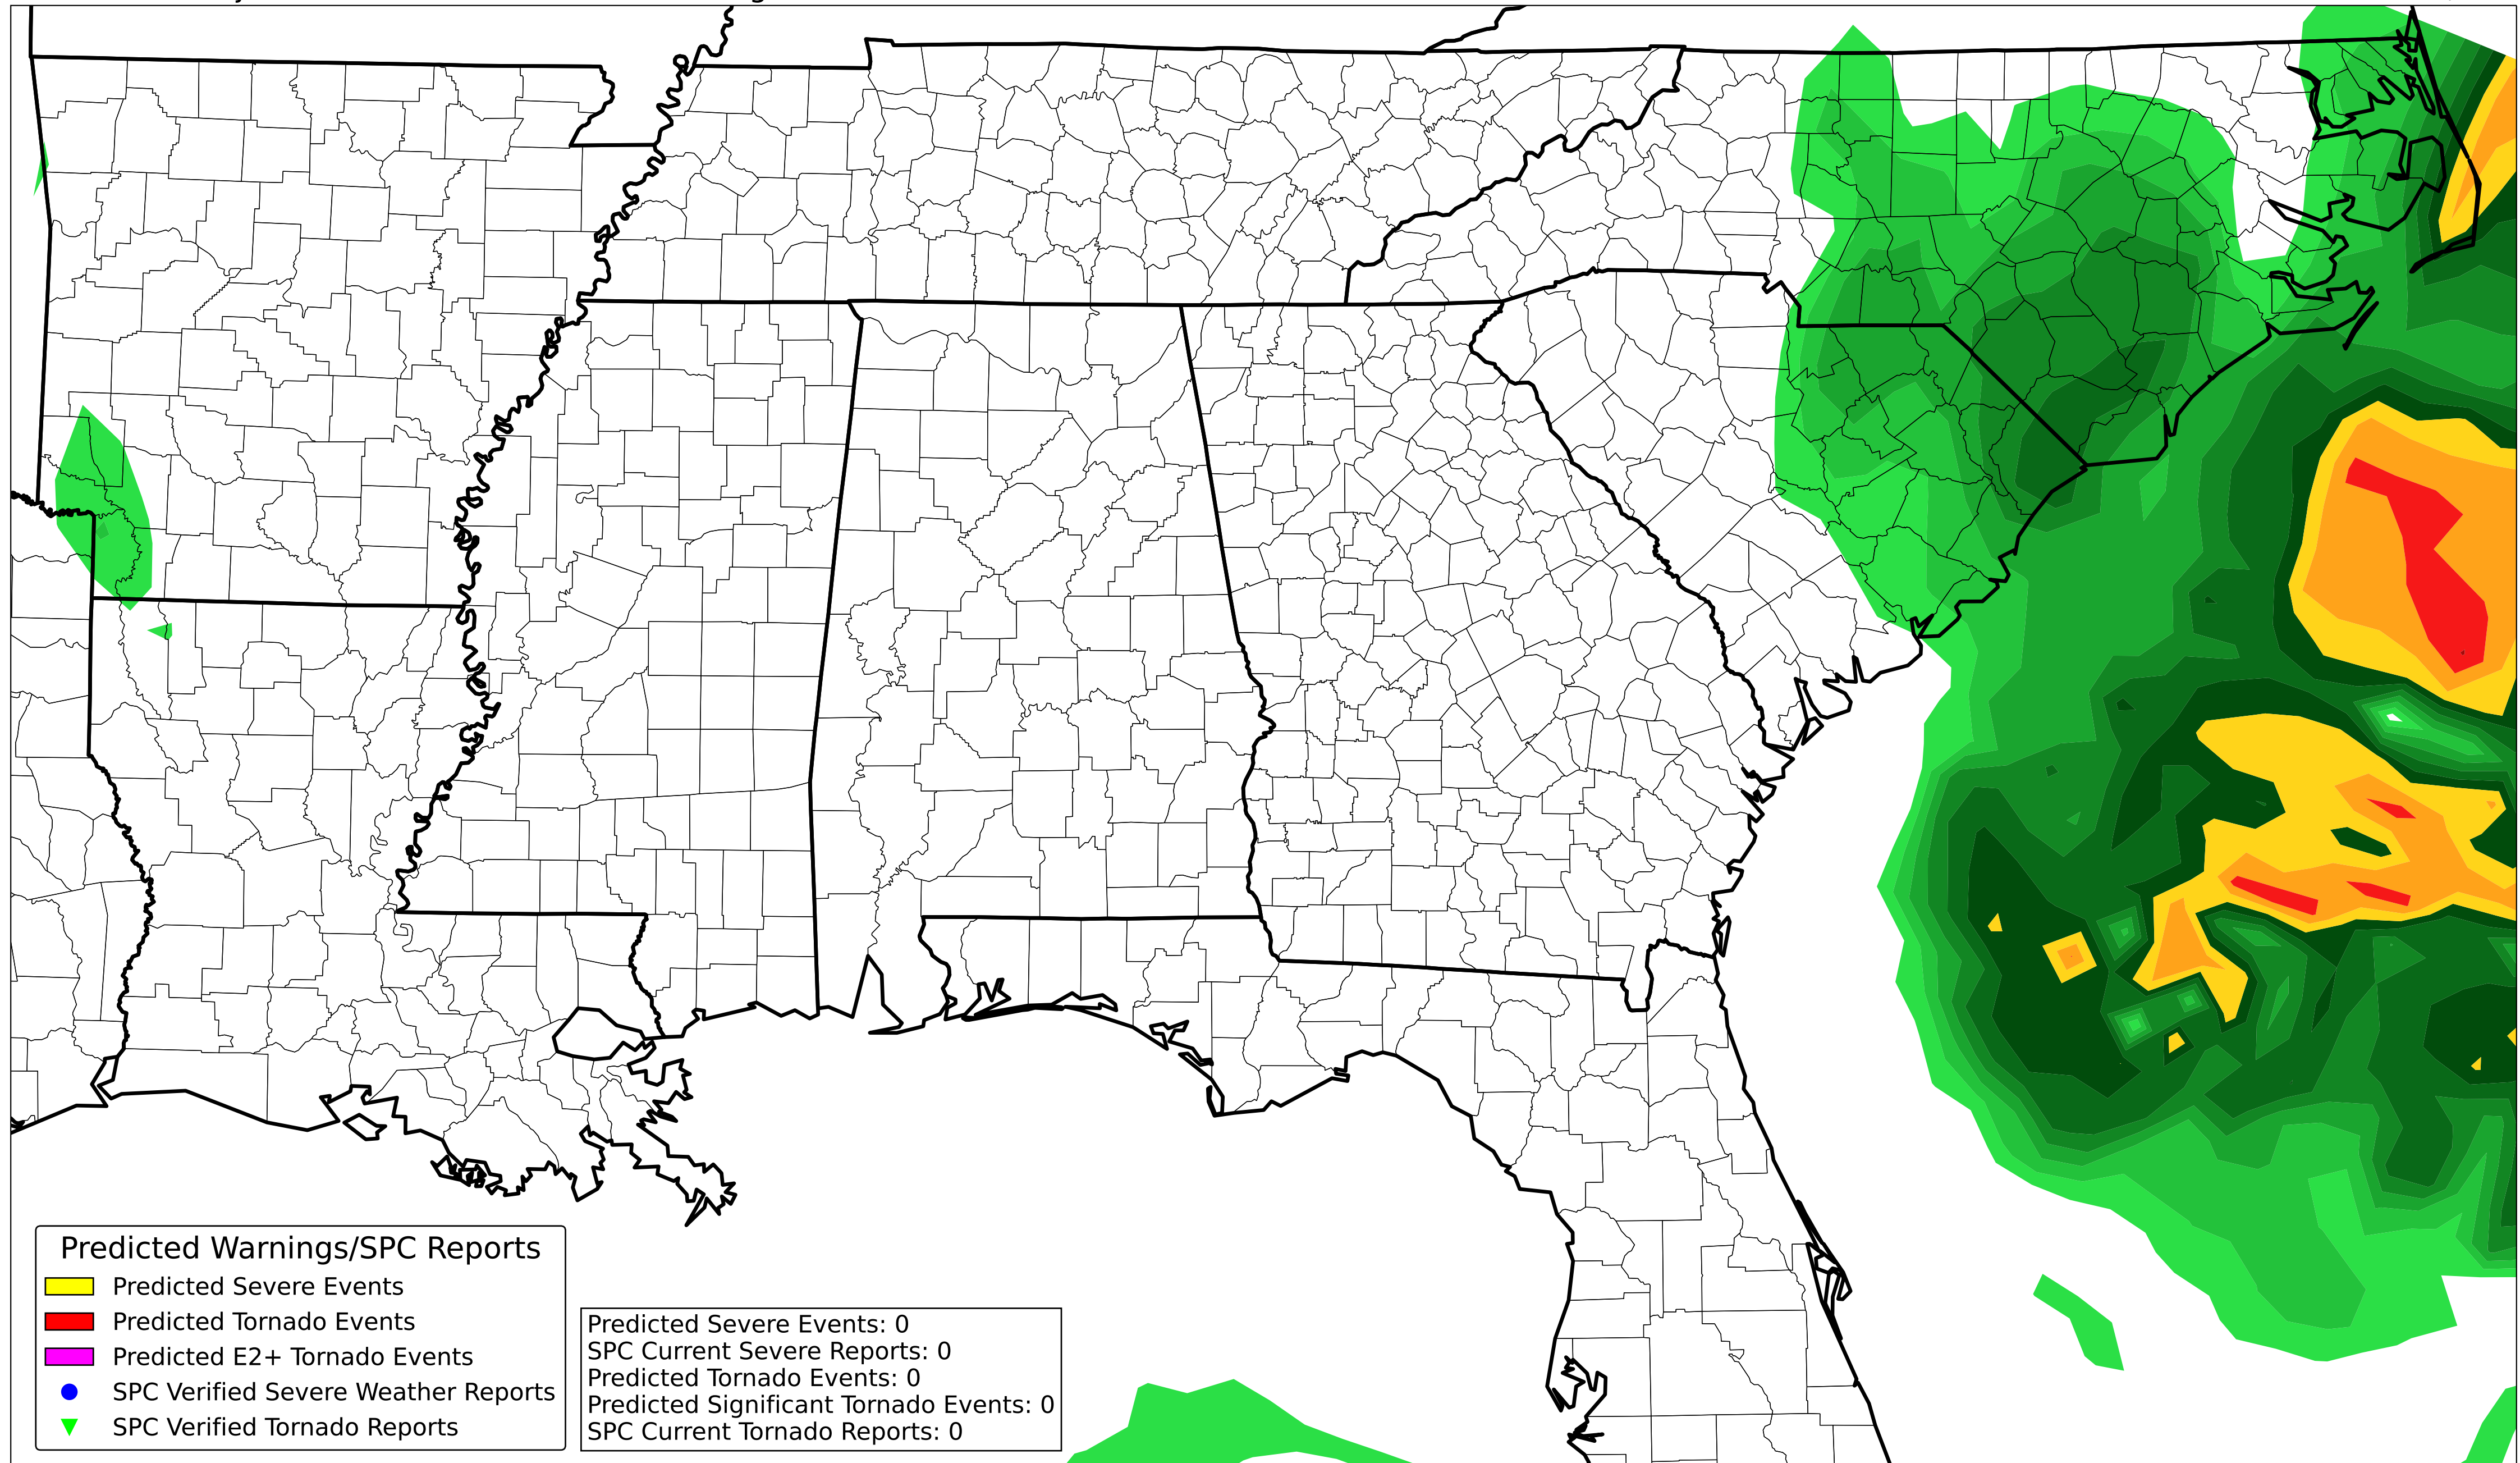 Predicted Warnings/SPC Reports
Predicted Severe Events
Predicted Tornado Events
Predicted E2+ Tornado Events
SPC Verified Severe Weather Reports
SPC Verified Tornado Reports
Predicted Severe Events: 0
SPC Current Severe Reports: 0
Predicted Tornado Events: 0
Predicted Significant Tornado Events: 0
SPC Current Tornado Reports: 0